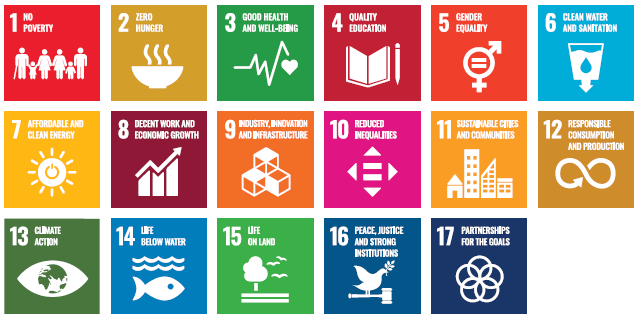 1 NO
POVERTY
2 ZERO
HUNGER
3 GOOD HEALTH
AND WELL-BEING
4 QUALITY
EDUCATION
5 GENDER
EQUALITY
6 CLEAN WATER
AND SANITATION
7 AFFORDABLE AND
CLEAN ENERGY
8 DECENT WORK AND
ECONOMIC GROWTH
9 INDUSTRY, INNOVATION
AND INFRASTRUCTURE
10 REDUCED
INEQUALITIES
11 SUSTAINABLE CITIES
AND COMMUNITIES
12 RESPONSIBLE
CONSUMPTION
AND PRODUCTION
13 CLIMATE
ACTION
14 LIFE
BELOW WATER
15 LIFE
ON LAND
16 PEACE, JUSTICE
AND STRONG
INSTITUTIONS
17 PARTNERSHIPS
FOR THE GOALS